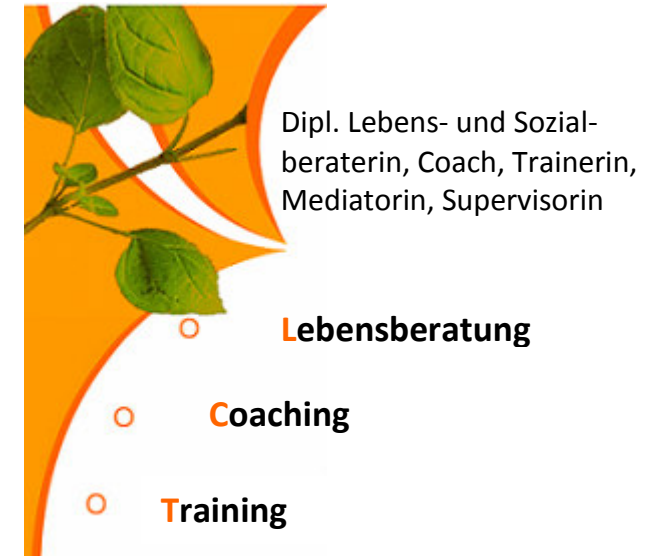 Dipl. Lebens- und Sozial-
beraterin, Coach, Trainerin,
Mediatorin, Supervisorin
Lebensberatung
Coaching
Training